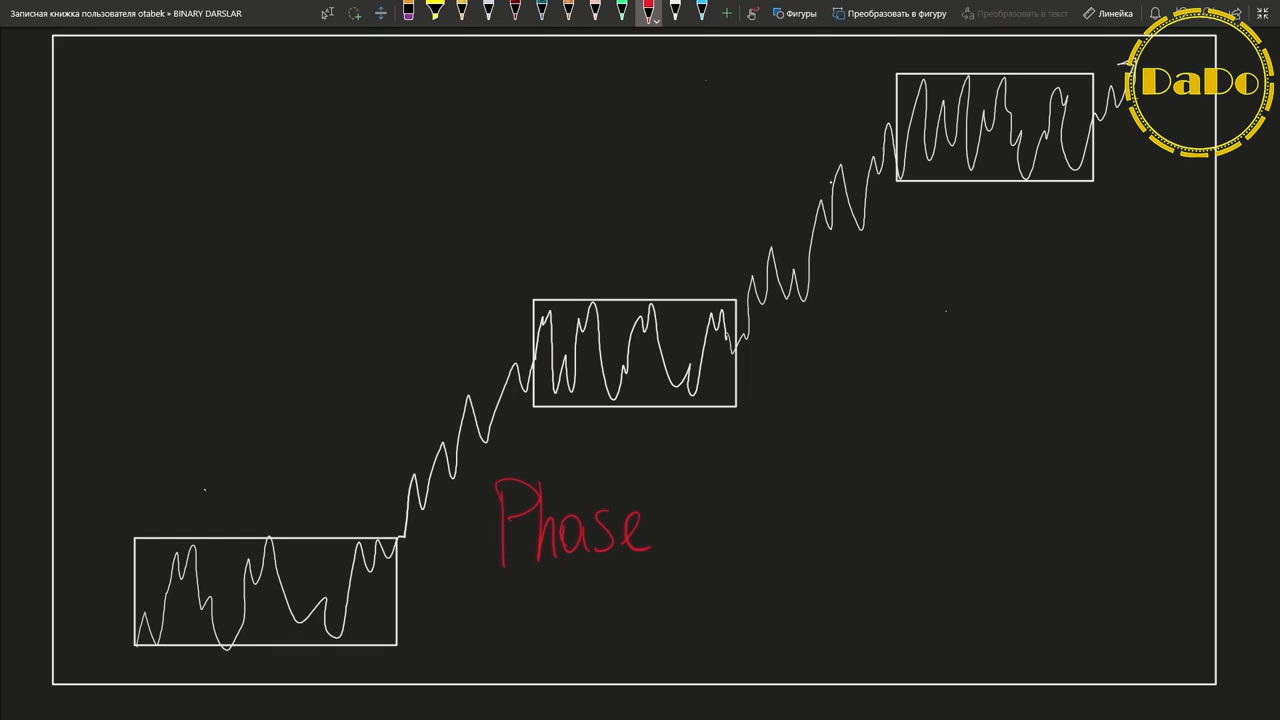 Записная книжка пользователя otabek » BINARY DARSLAR
Фигуры
Преобразовать в фигуру
Преобразовать в текст
Линейка
DaDo
Phase